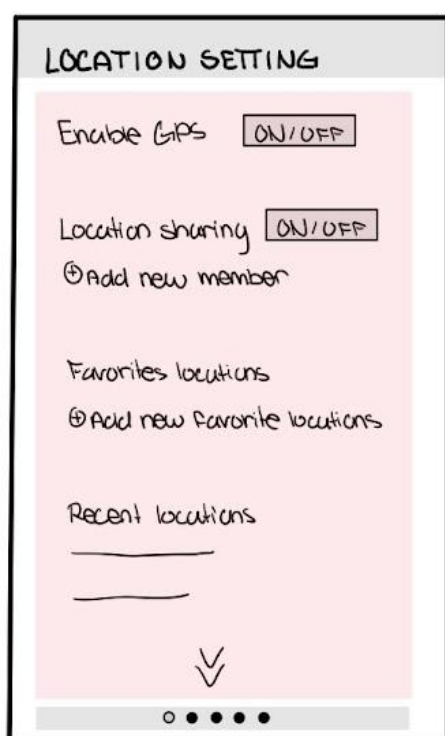 LOCATION SETTING
Enable GPS ON/OFF
Location sharing ON/OFF
⊕Add new member
Favorites locations
⊕Add new favorite locations
Recent locations